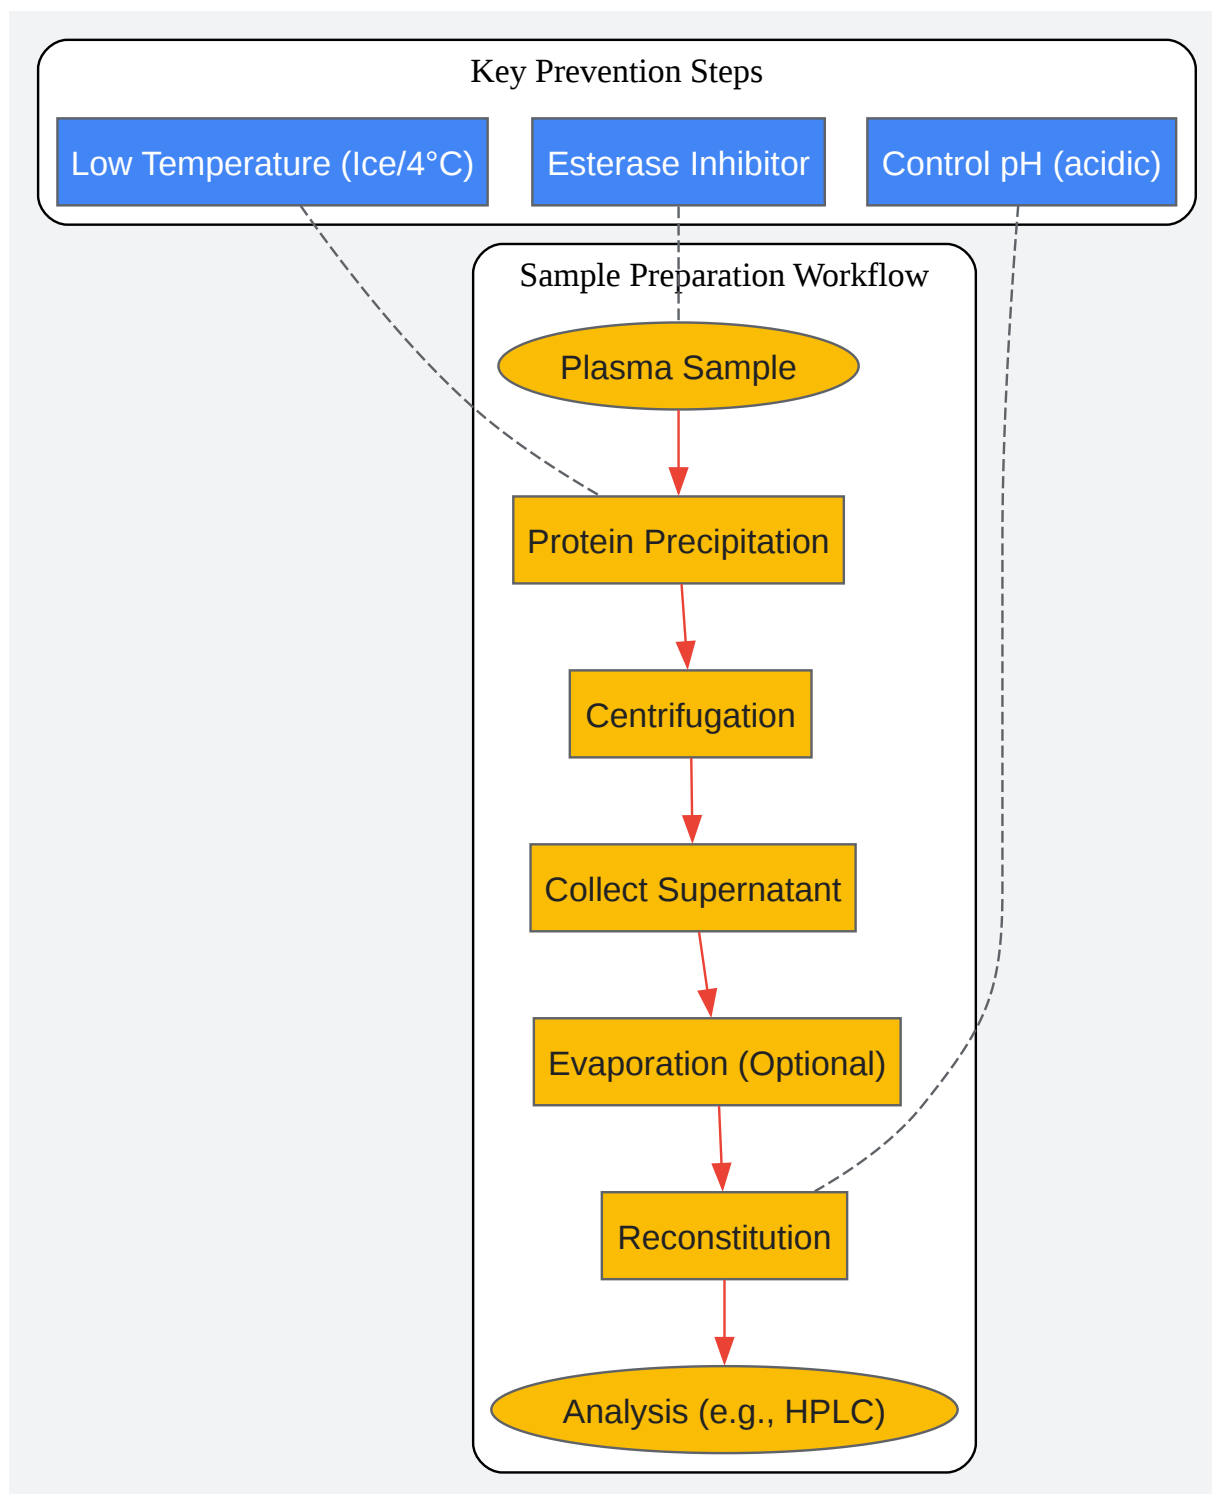 Key Prevention Steps
Low Temperature (Ice/4°C)
Esterase Inhibitor
Control pH (acidic)
Sample Preparation Workflow
Plasma Sample
Protein Precipitation
Centrifugation
Collect Supernatant
Evaporation (Optional)
Reconstitution
Analysis (e.g., HPLC)